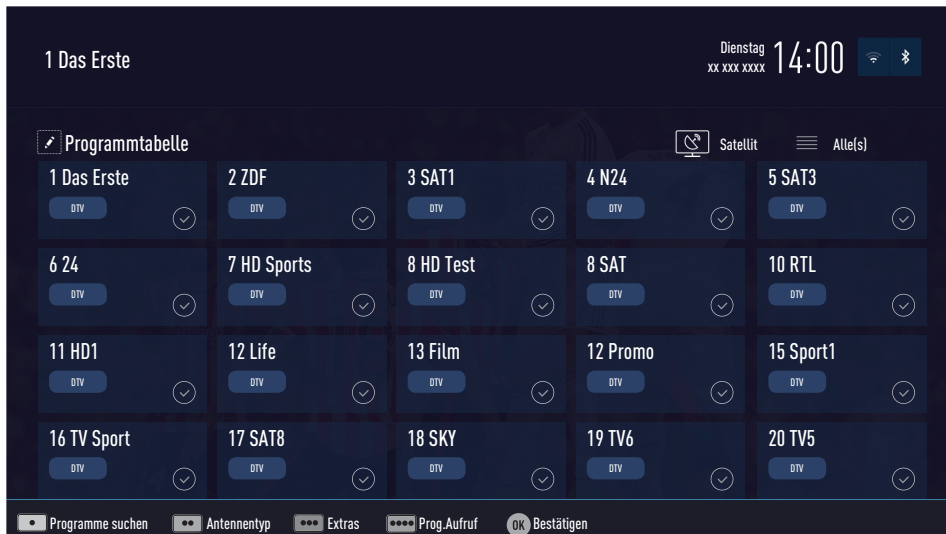 1 Das Erste
Dienstag
xx xxx xxxx
14:00
Programmtabelle
Satellit
Alle(s)
1 Das Erste
DTV
2 ZDF
DTV
3 SAT1
DTV
4 N24
DTV
5 SAT3
DTV
6 24
DTV
7 HD Sports
DTV
8 HD Test
DTV
8 SAT
DTV
10 RTL
DTV
11 HD1
DTV
12 Life
DTV
13 Film
DTV
12 Promo
DTV
15 Sport1
DTV
16 TV Sport
DTV
17 SAT8
DTV
18 SKY
DTV
19 TV6
DTV
20 TV5
DTV
Programme suchen
Antennentyp
Extras
Prog.Aufruf
OK Bestätigen